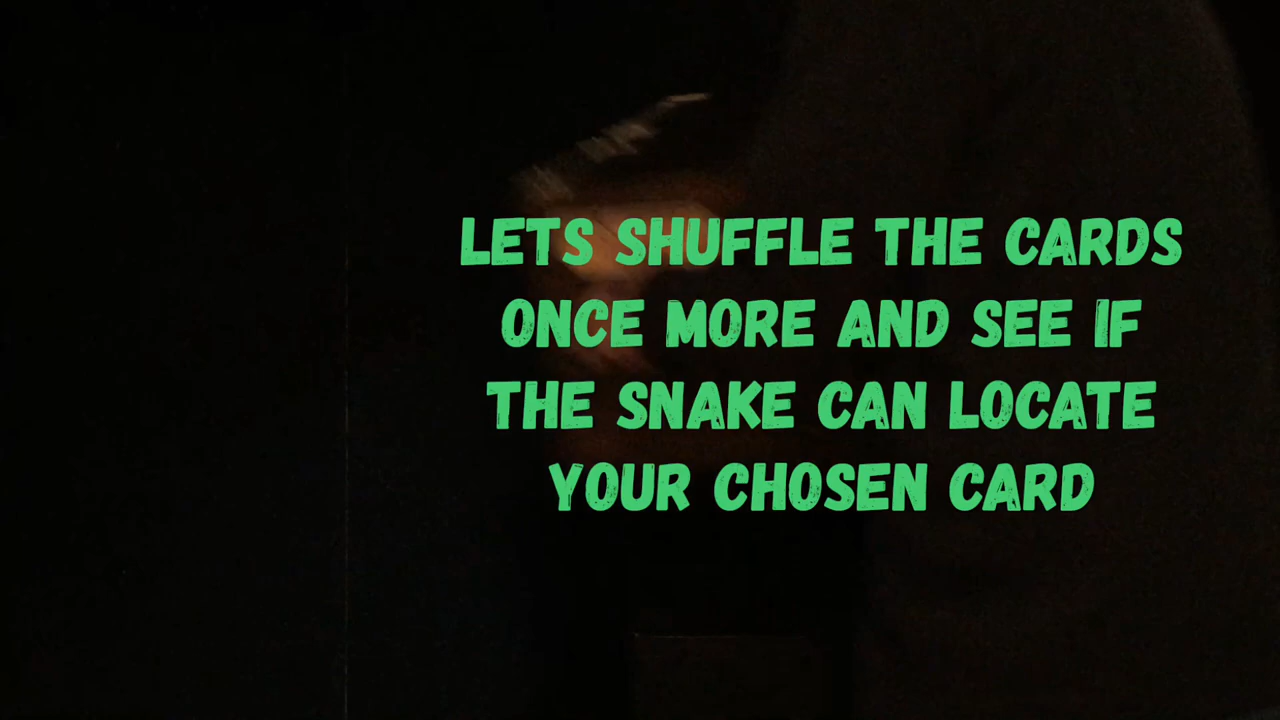 LETS SHUFFLE THE CARDS
ONCE MORE AND SEE IF
THE SNAKE CAN LOCATE
YOUR CHOSEN CARD